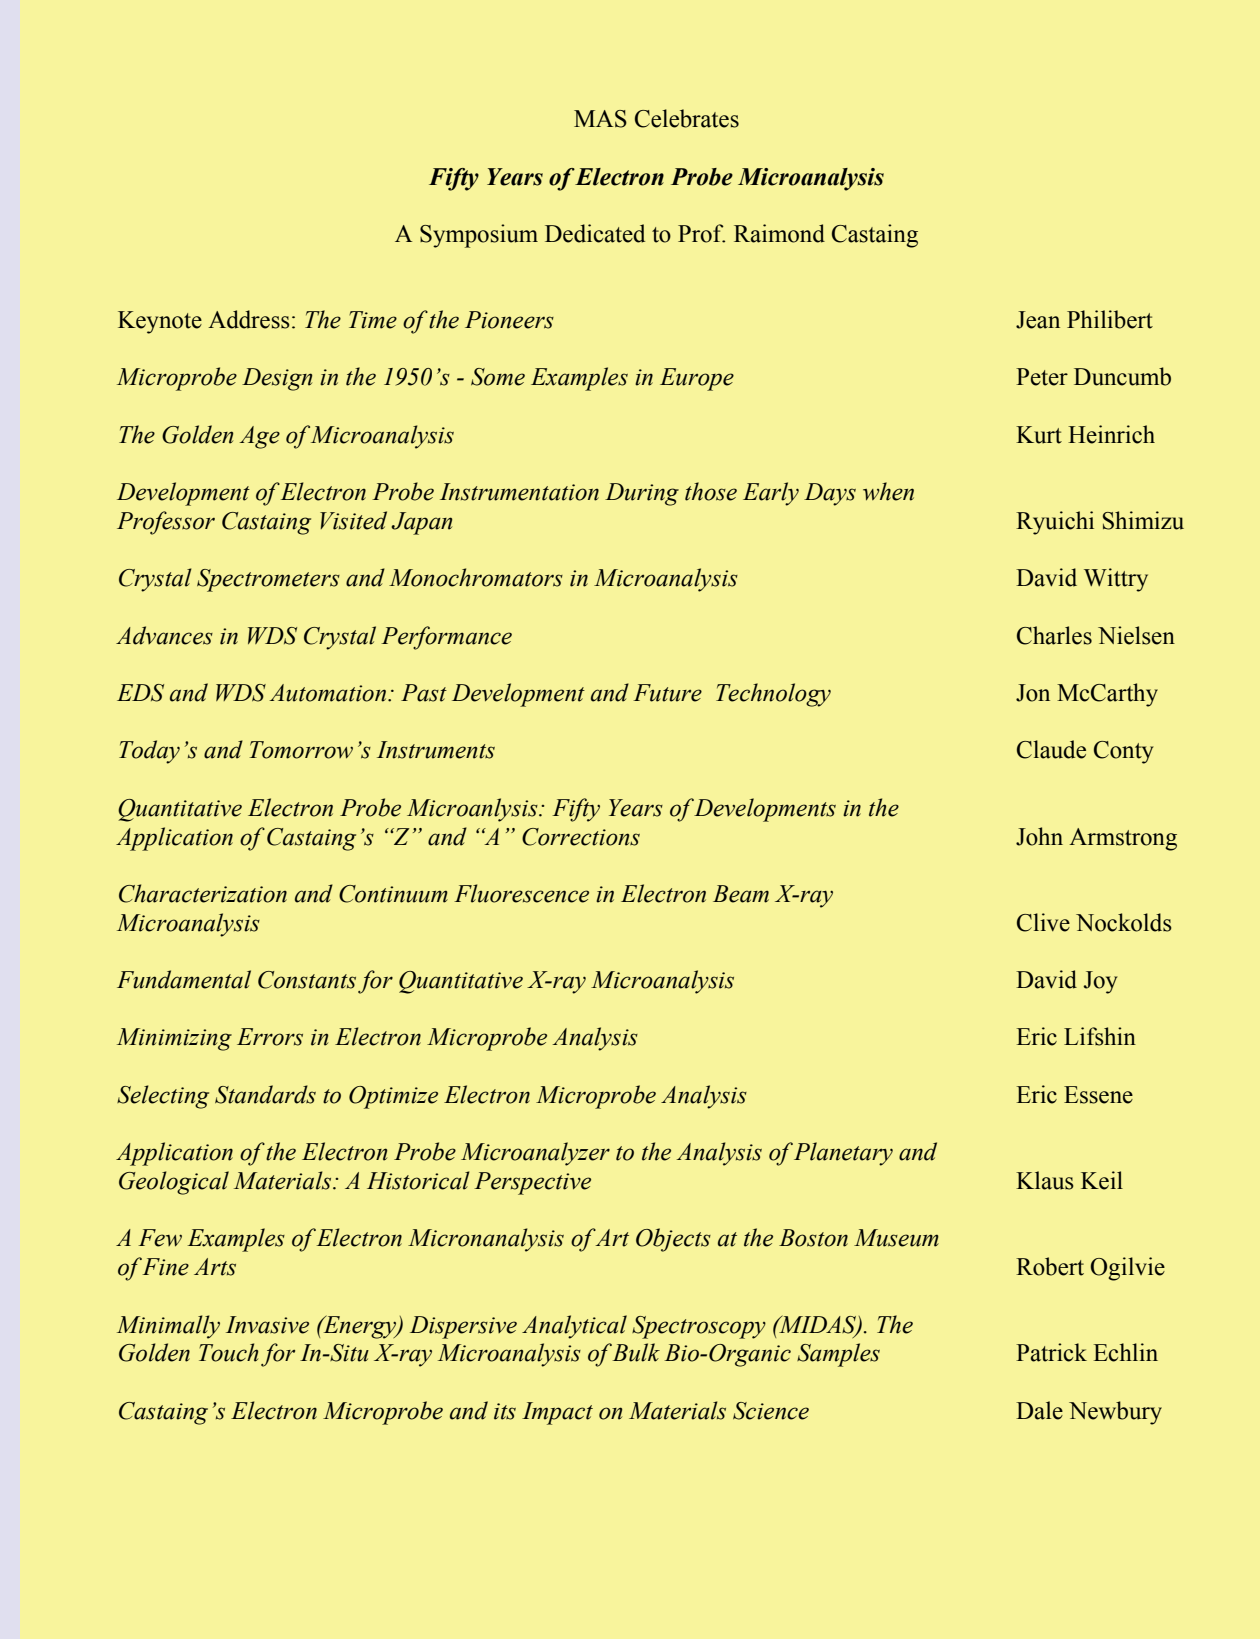 MAS Celebrates
Fifty Years of Electron Probe Microanalysis
A Symposium Dedicated to Prof. Raimond Castaing
Keynote Address: The Time of the Pioneers Jean Philibert
Microprobe Design in the 1950’s - Some Examples in Europe Peter Duncumb
The Golden Age of Microanalysis Kurt Heinrich
Development of Electron Probe Instrumentation During those Early Days when
Professor Castaing Visited Japan Ryuichi Shimizu
Crystal Spectrometers and Monochromators in Microanalysis David Wittry
Advances in WDS Crystal Performance Charles Nielsen
EDS and WDS Automation: Past Development and Future Technology Jon McCarthy
Today’s and Tomorrow’s Instruments Claude Conty
Quantitative Electron Probe Microanlysis: Fifty Years of Developments in the
Application of Castaing’s “Z” and “A” Corrections John Armstrong
Characterization and Continuum Fluorescence in Electron Beam X-ray
Microanalysis Clive Nockolds
Fundamental Constants for Quantitative X-ray Microanalysis David Joy
Minimizing Errors in Electron Microprobe Analysis Eric Lifshin
Selecting Standards to Optimize Electron Microprobe Analysis Eric Essene
Application of the Electron Probe Microanalyzer to the Analysis of Planetary and
Geological Materials: A Historical Perspective Klaus Keil
A Few Examples of Electron Micronanalysis of Art Objects at the Boston Museum
of Fine Arts Robert Ogilvie
Minimally Invasive (Energy) Dispersive Analytical Spectroscopy (MIDAS). The
Golden Touch for In-Situ X-ray Microanalysis of Bulk Bio-Organic Samples Patrick Echlin
Castaing’s Electron Microprobe and its Impact on Materials Science Dale Newbury